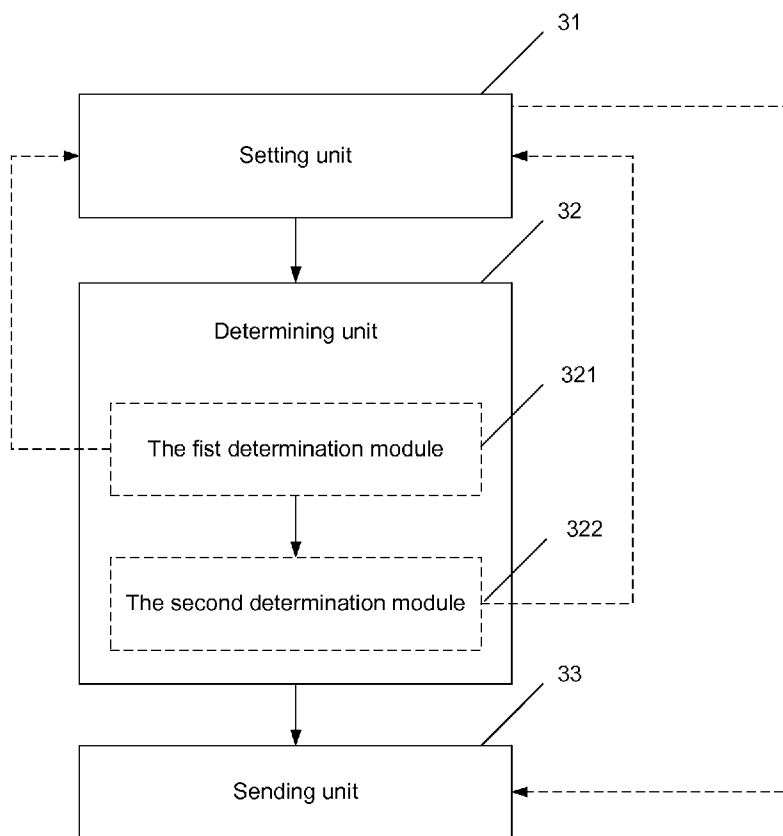 31
Setting unit
32
Determining unit
321
The fist determination module
322
The second determination module
33
Sending unit